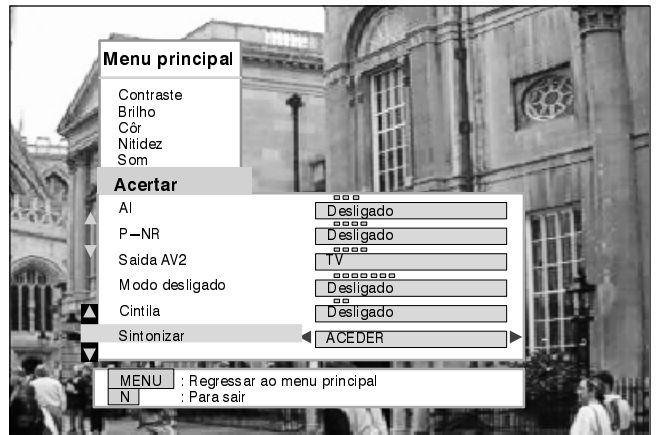 Menu principal
Contraste
Brilho
Côr
Nitidez
Som
Acertar
AI Desligado
P–NR Desligado
Saida AV2 TV
Modo desligado Desligado
Cintila Desligado
Sintonizar ACEDER
MENU : Regressar ao menu principal
N : Para sair